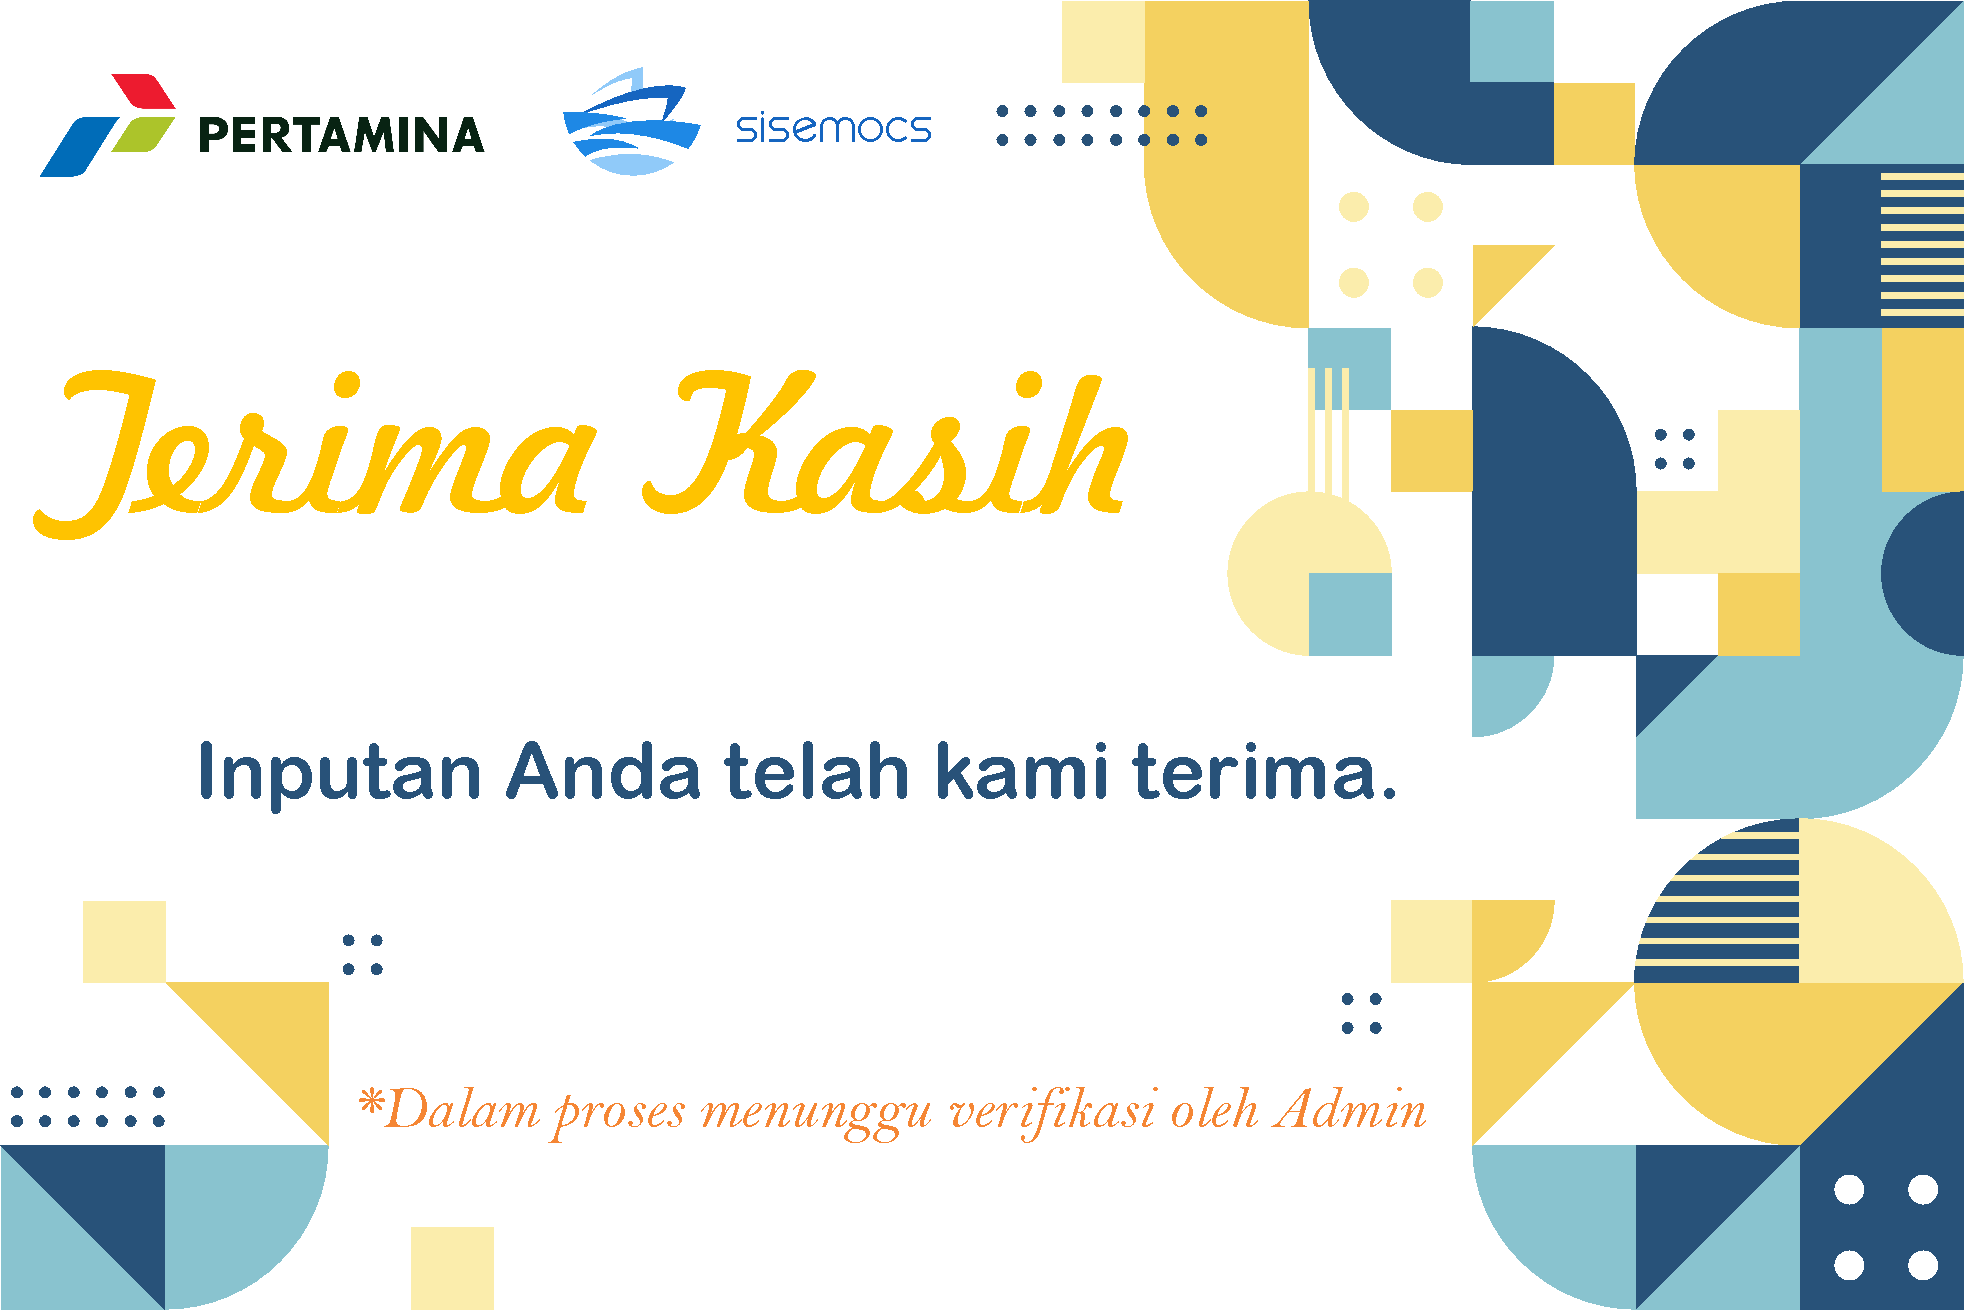 PERTAMINA
sisemocs
Terima Kasih
Inputan Anda telah kami terima.
*Dalam proses menunggu verifikasi oleh Admin